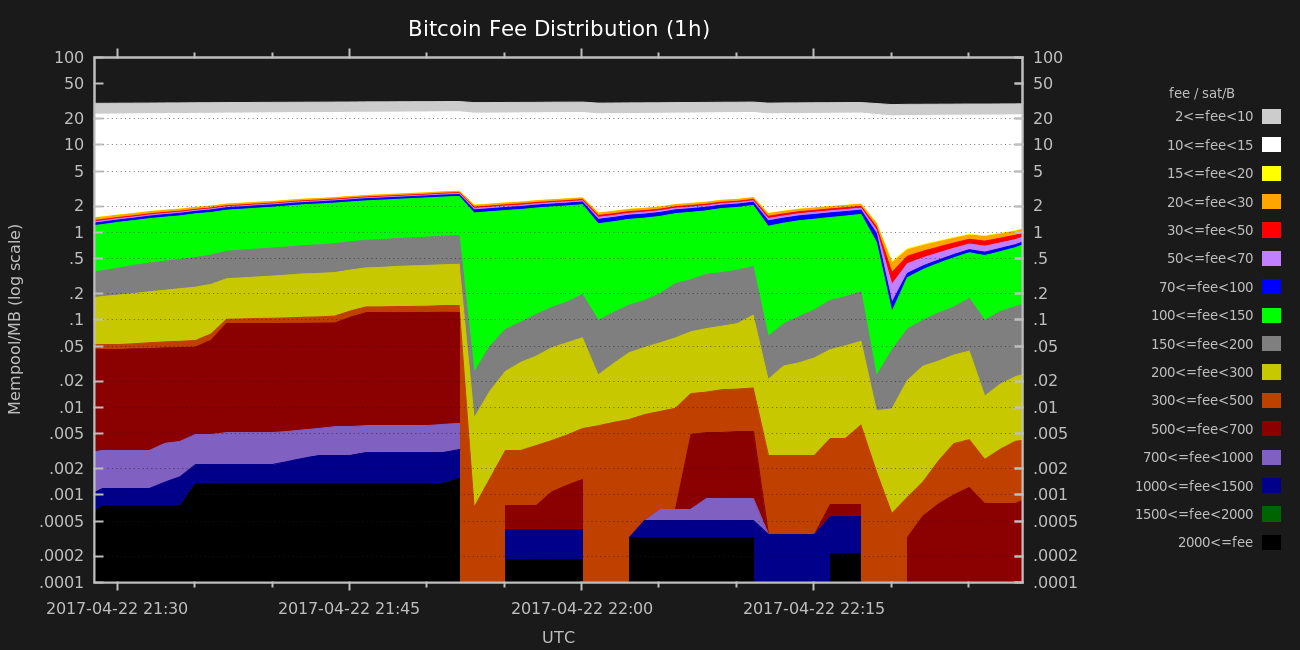 Bitcoin Fee Distribution (1h)
100 100
50 50
20 20
10 10
5 5
2 2
1 1
.5 .5
.2 .2
.1 .1
.05 .05
.02 .02
.01 .01
.005 .005
.002 .002
.001 .001
.0005 .0005
.0002 .0002
.0001 .0001
Mempool/MB (log scale)
2017-04-22 21:30 2017-04-22 21:45 2017-04-22 22:00 2017-04-22 22:15
UTC
fee / sat/B
2<=fee<10
10<=fee<15
15<=fee<20
20<=fee<30
30<=fee<50
50<=fee<70
70<=fee<100
100<=fee<150
150<=fee<200
200<=fee<300
300<=fee<500
500<=fee<700
700<=fee<1000
1000<=fee<1500
1500<=fee<2000
2000<=fee